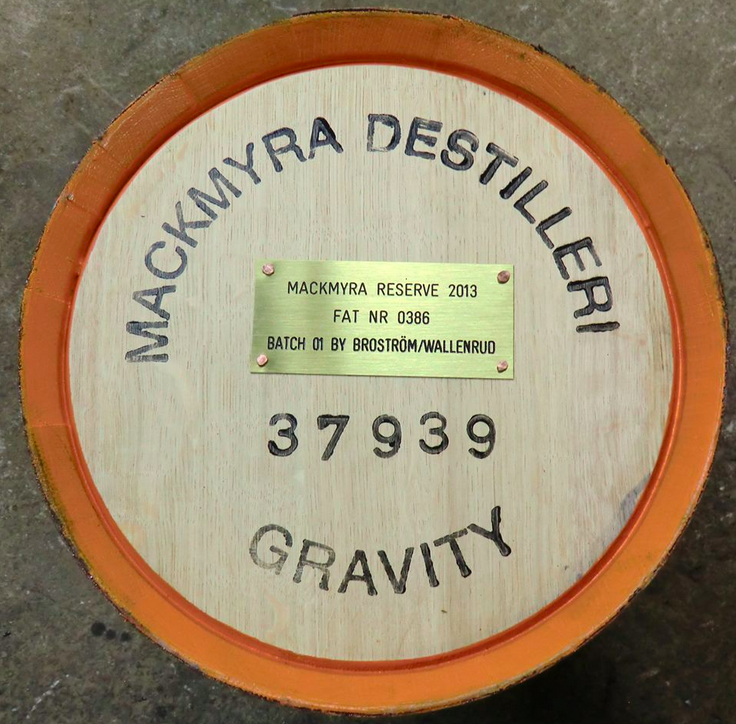 MACKMYRA DESTILLERI
MACKMYRA RESERVE 2013
FAT NR 0386
BATCH 01 BY BROSTRÖM/WALLENRUD
37939
GRAVITY